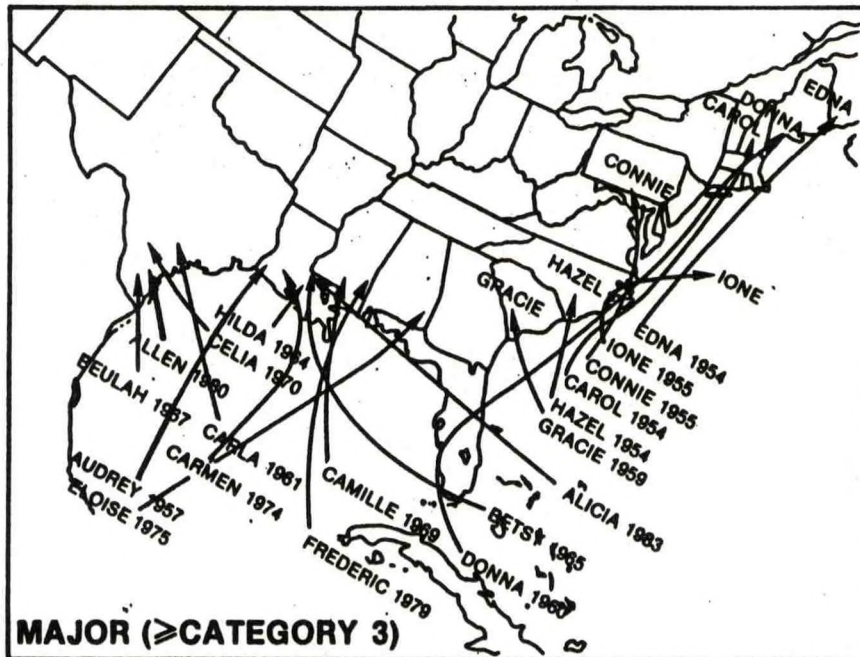 EDNA
DONNA
CAROL
CONNIE
HAZEL
GRACIE
IONE
HILDA 1964
CELIA 1970
ALLEN 1980
BEULAH 1967
CARLA 1961
CARMEN 1974
AUDREY 1957
ELOISE 1975
CAMILLE 1969
FREDERIC 1979
BETSY 1965
DONNA 1960
ALICIA 1983
EDNA 1954
IONE 1955
CONNIE 1955
CAROL 1954
HAZEL 1954
GRACIE 1959
MAJOR (≥CATEGORY 3)